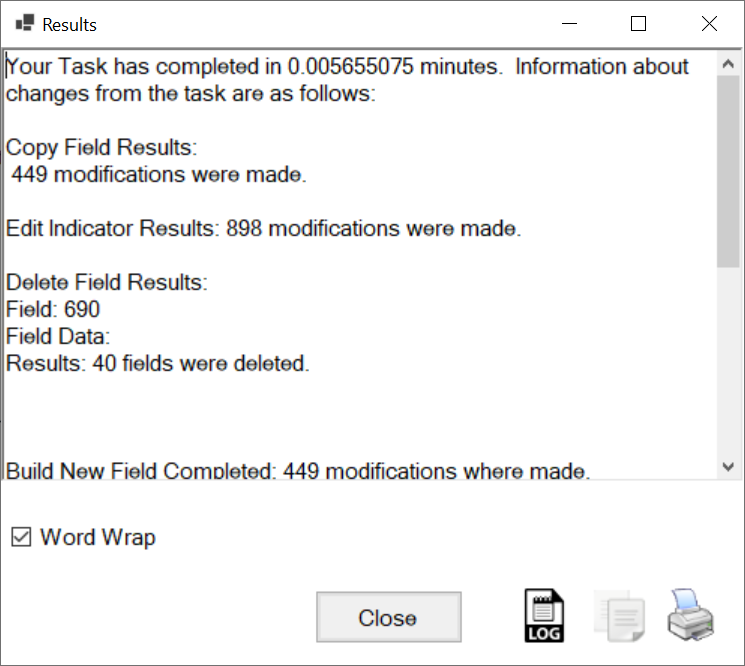 Results
Your Task has completed in 0.005655075 minutes.  Information about
changes from the task are as follows:
Copy Field Results:
449 modifications were made.
Edit Indicator Results: 898 modifications were made.
Delete Field Results:
Field: 690
Field Data:
Results: 40 fields were deleted.
Build New Field Completed: 449 modifications where made.
Word Wrap
Close
LOG